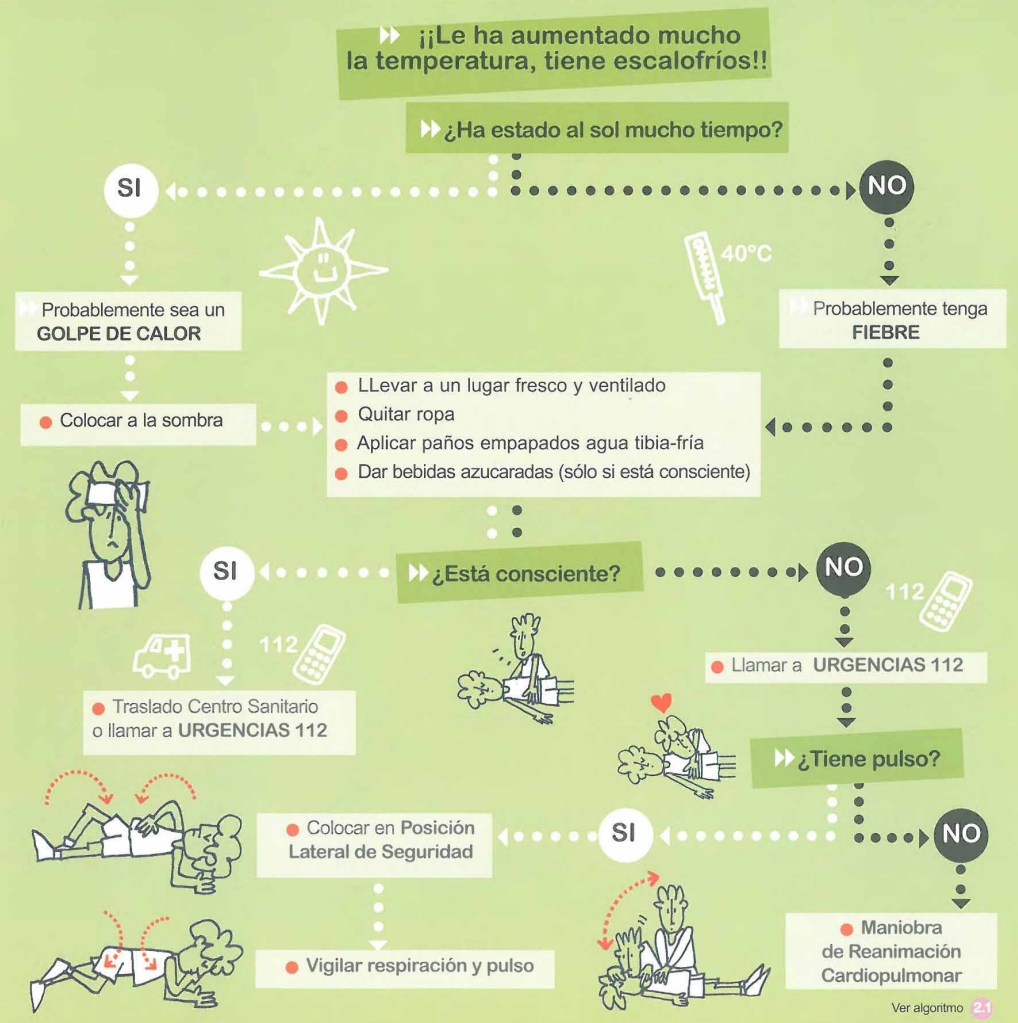 ¡¡Le ha aumentado mucho
la temperatura, tiene escalofríos!!
¿Ha estado al sol mucho tiempo?
SI
NO
40ºC
Probablemente sea un
GOLPE DE CALOR
Probablemente tenga
FIEBRE
Colocar a la sombra
LLevar a un lugar fresco y ventilado
Quitar ropa
Aplicar paños empapados agua tibia-fría
Dar bebidas azucaradas (sólo si está consciente)
¿Está consciente?
SI
NO
112
112
Traslado Centro Sanitario
o llamar a URGENCIAS 112
Llamar a URGENCIAS 112
¿Tiene pulso?
SI
NO
Colocar en Posición
Lateral de Seguridad
Vigilar respiración y pulso
Maniobra
de Reanimación
Cardiopulmonar
Ver algoritmo 2.1